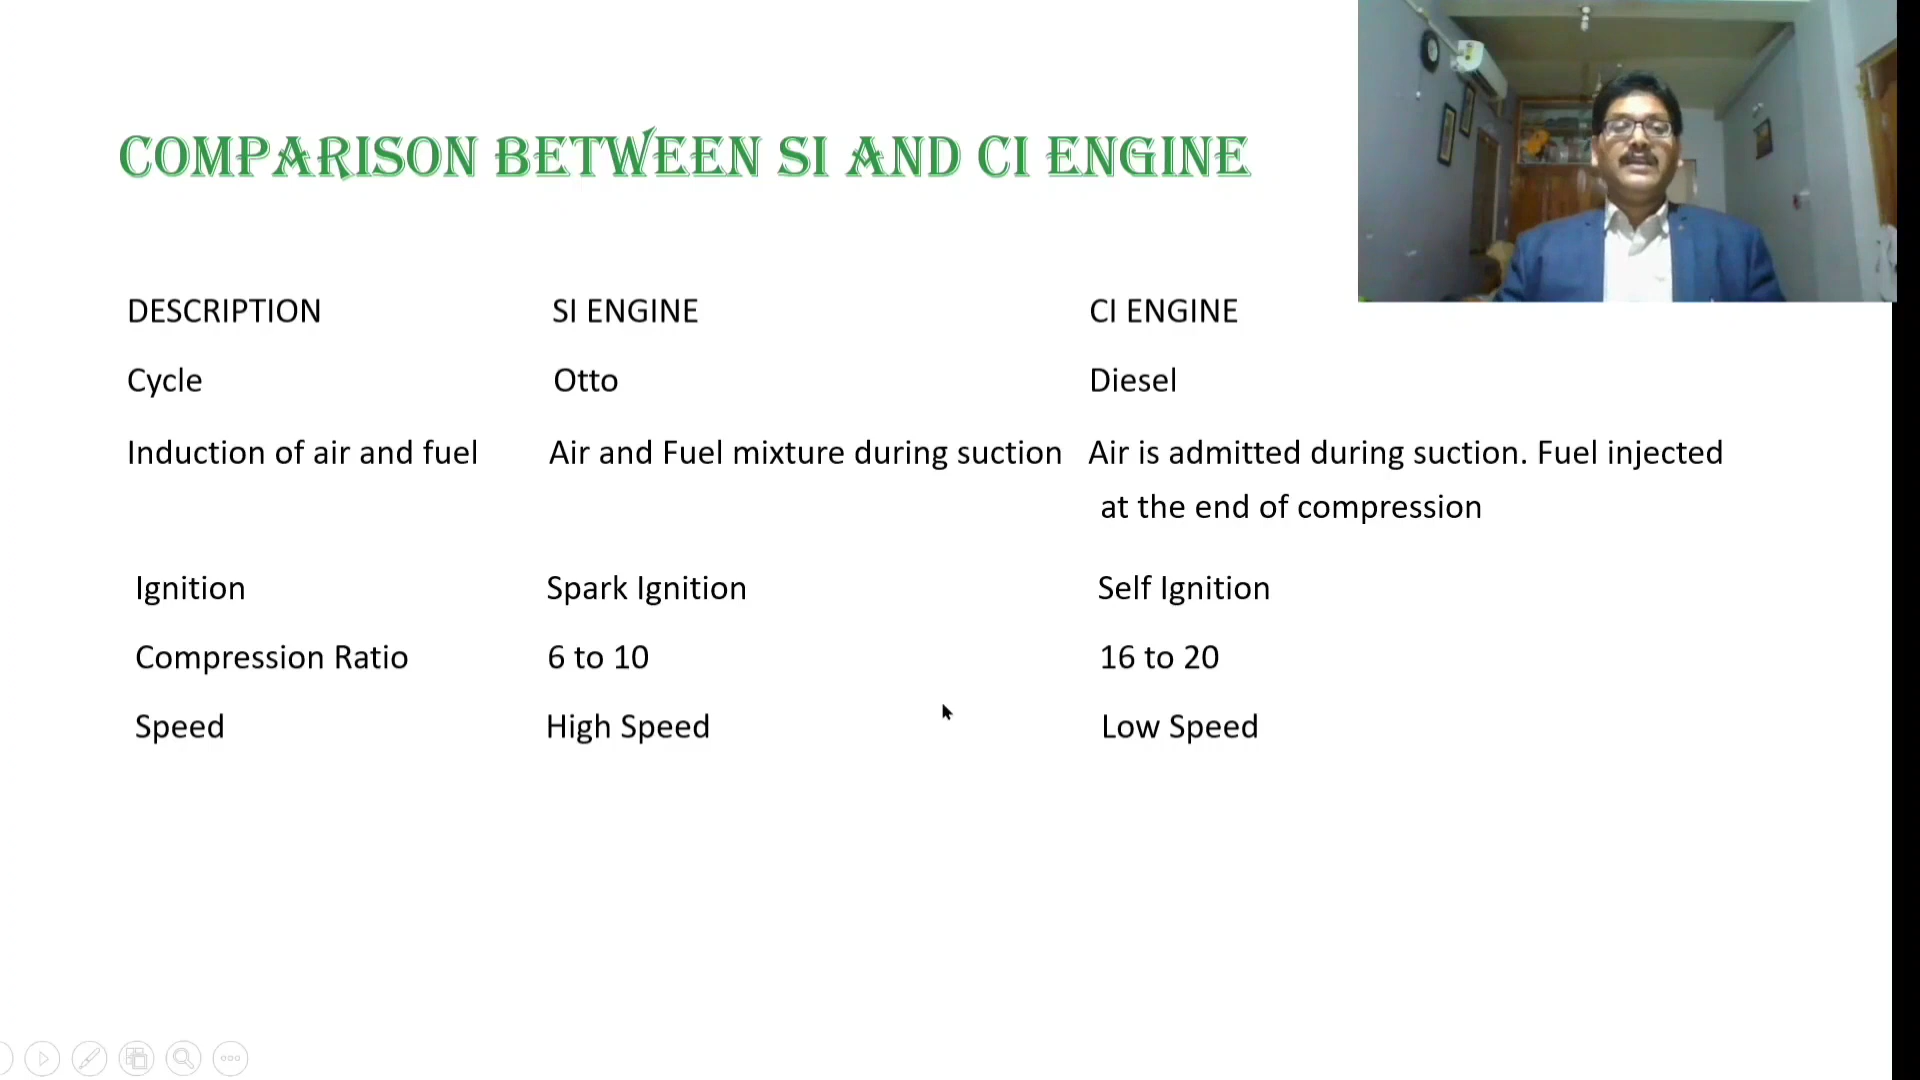 COMPARISON BETWEEN SI AND CI ENGINE
DESCRIPTION SI ENGINE CI ENGINE
Cycle Otto Diesel
Induction of air and fuel Air and Fuel mixture during suction Air is admitted during suction. Fuel injected
at the end of compression
Ignition Spark Ignition Self Ignition
Compression Ratio 6 to 10 16 to 20
Speed High Speed Low Speed